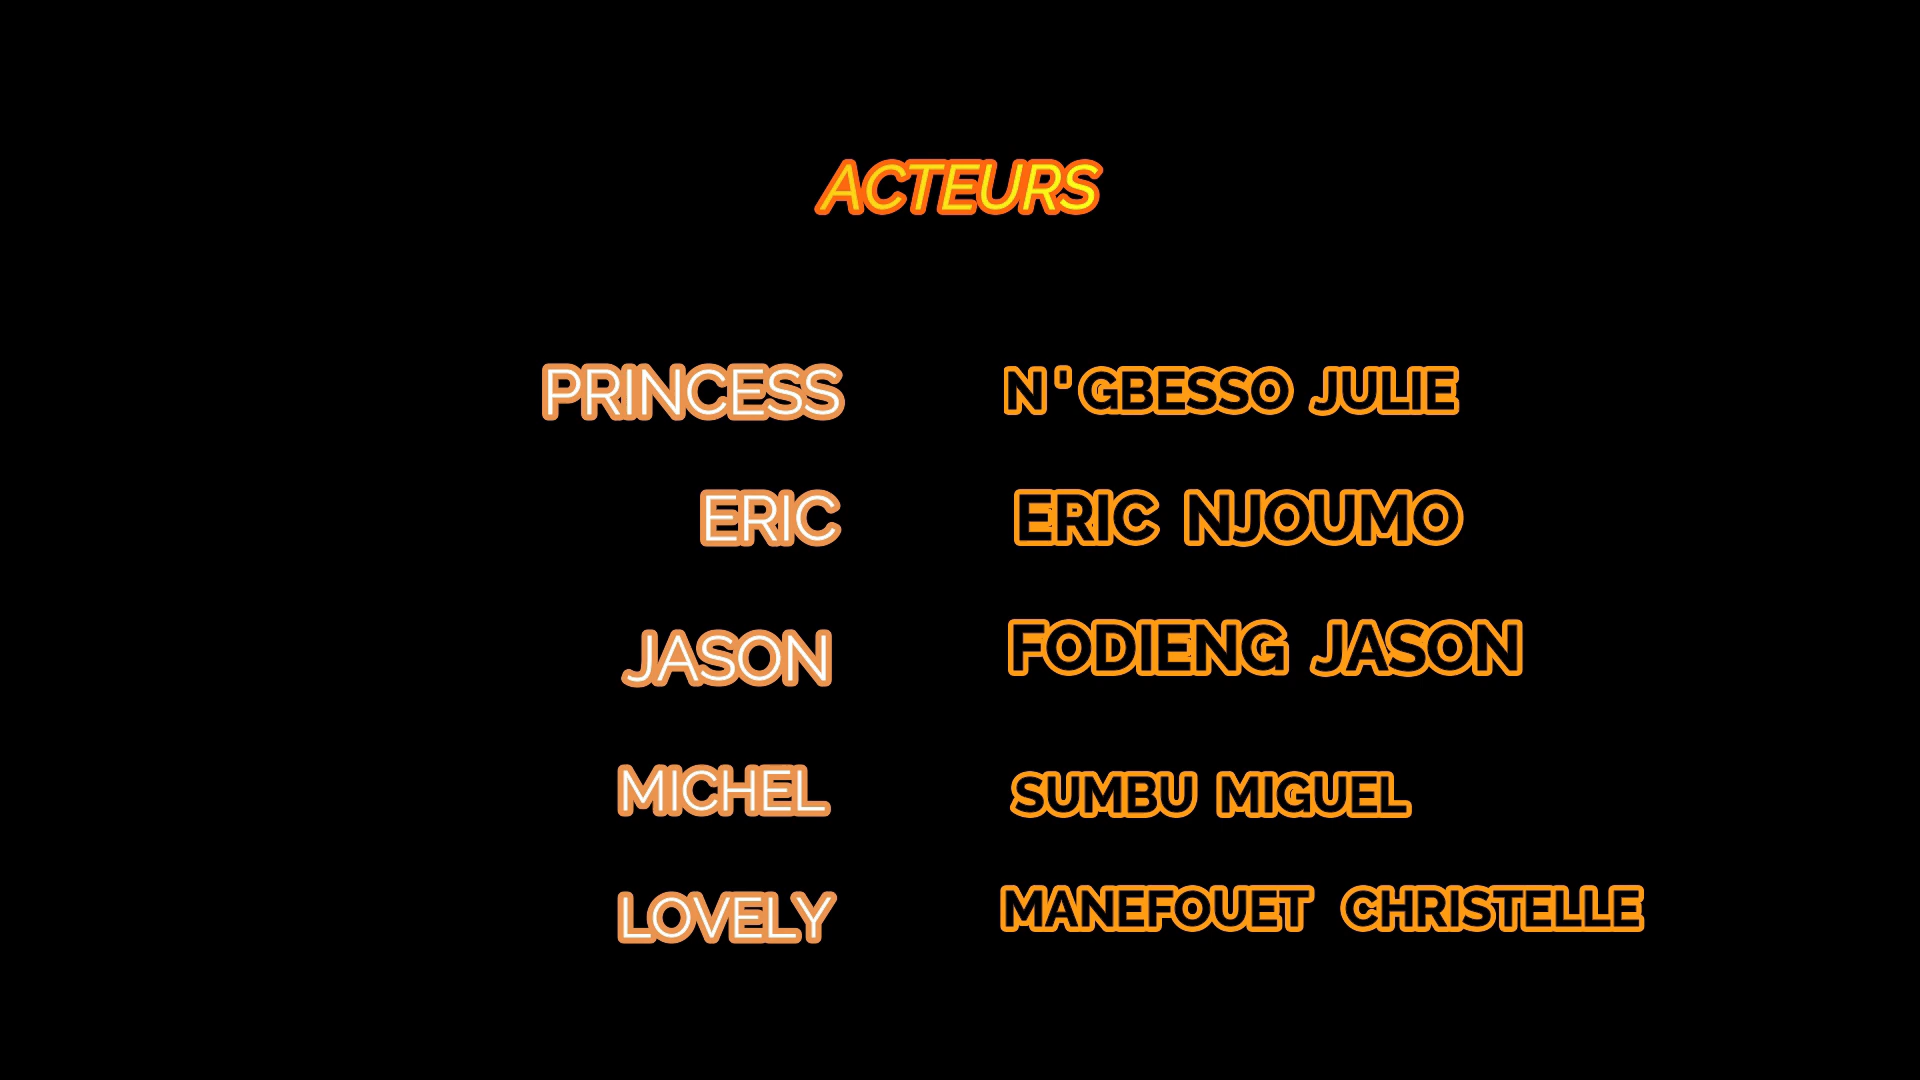 ACTEURS
PRINCESS N'GBESSO JULIE
ERIC ERIC NJOUMO
JASON FODIENG JASON
MICHEL SUMBU MIGUEL
LOVELY MANEFOUET CHRISTELLE